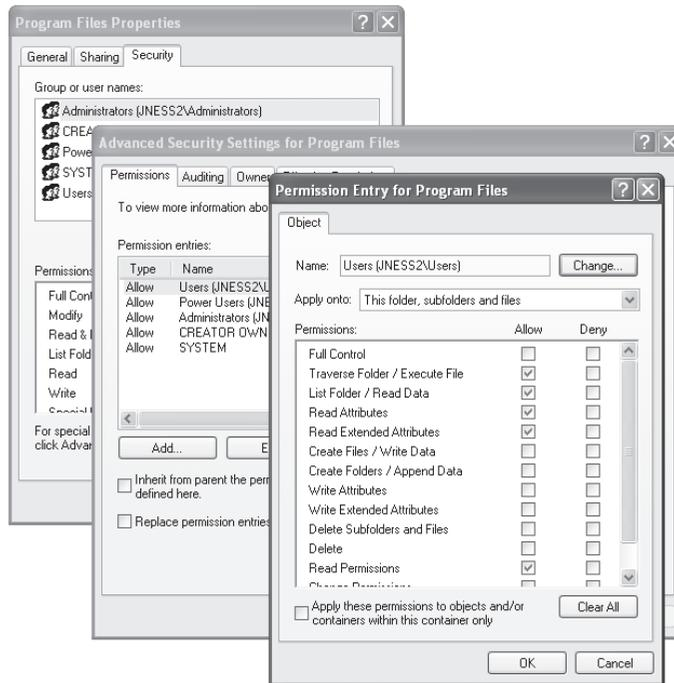 Program Files Properties
General Sharing Security
Group or user names:
Administrators (JNESS2\Administrators)
CREA
Powe
SYST
Users
Permissions
Full Cont
Modify
Read &
List Fold
Read
Write
For special
click Advar
Advanced Security Settings for Program Files
Permissions Auditing Owner
To view more information abo
Permission entries:
Type Name
Allow Users (JNESS2\U
Allow Power Users (JNE
Allow Administrators (JN
Allow CREATOR OWN
Allow SYSTEM
Add... E
Inherit from parent the perm
defined here.
Replace permission entries
Permission Entry for Program Files
Object
Name: Users (JNESS2\Users) Change...
Apply onto: This folder, subfolders and files
Permissions: Allow Deny
Full Control
Traverse Folder / Execute File
List Folder / Read Data
Read Attributes
Read Extended Attributes
Create Files / Write Data
Create Folders / Append Data
Write Attributes
Write Extended Attributes
Delete Subfolders and Files
Delete
Read Permissions
Change Permissions
Apply these permissions to objects and/or
containers within this container only
Clear All
OK Cancel